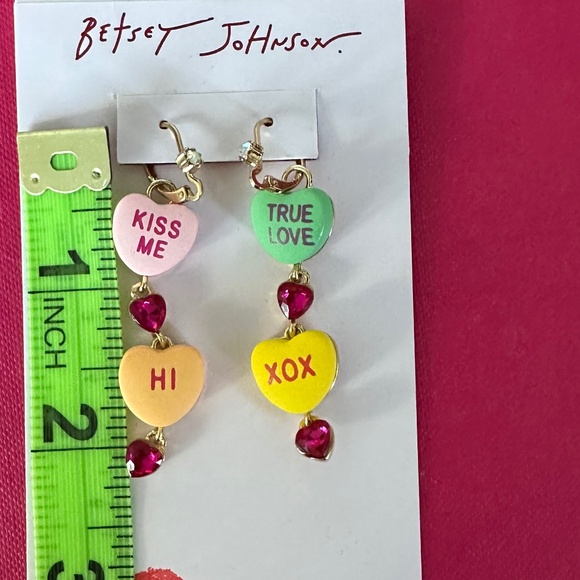 BETSEY JOHNSON.
KISS
ME
TRUE
LOVE
HI
XOX
1
INCH
2
3